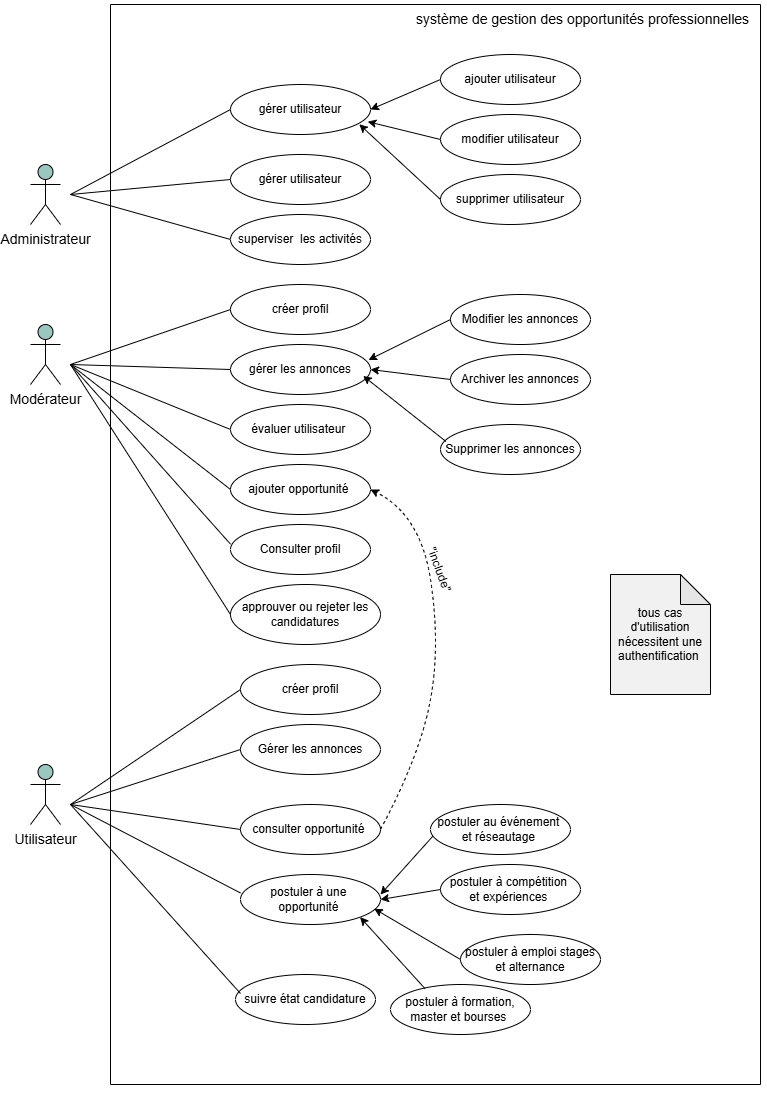 système de gestion des opportunités professionnelles
ajouter utilisateur
gérer utilisateur
modifier utilisateur
gérer utilisateur
supprimer utilisateur
Administrateur
superviser les activités
créer profil
Modifier les annonces
gérer les annonces
Archiver les annonces
Modérateur
évaluer utilisateur
Supprimer les annonces
ajouter opportunité
Consulter profil
"include"
approuver ou rejeter les
candidatures
tous cas
d'utilisation
nécessitent une
authentification
créer profil
Gérer les annonces
consulter opportunité
Utilisateur
postuler au événement
et réseautage
postuler à une
opportunité
postuler à compétition
et expériences
postuler à emploi stages
et alternance
suivre état candidature
postuler à formation,
master et bourses